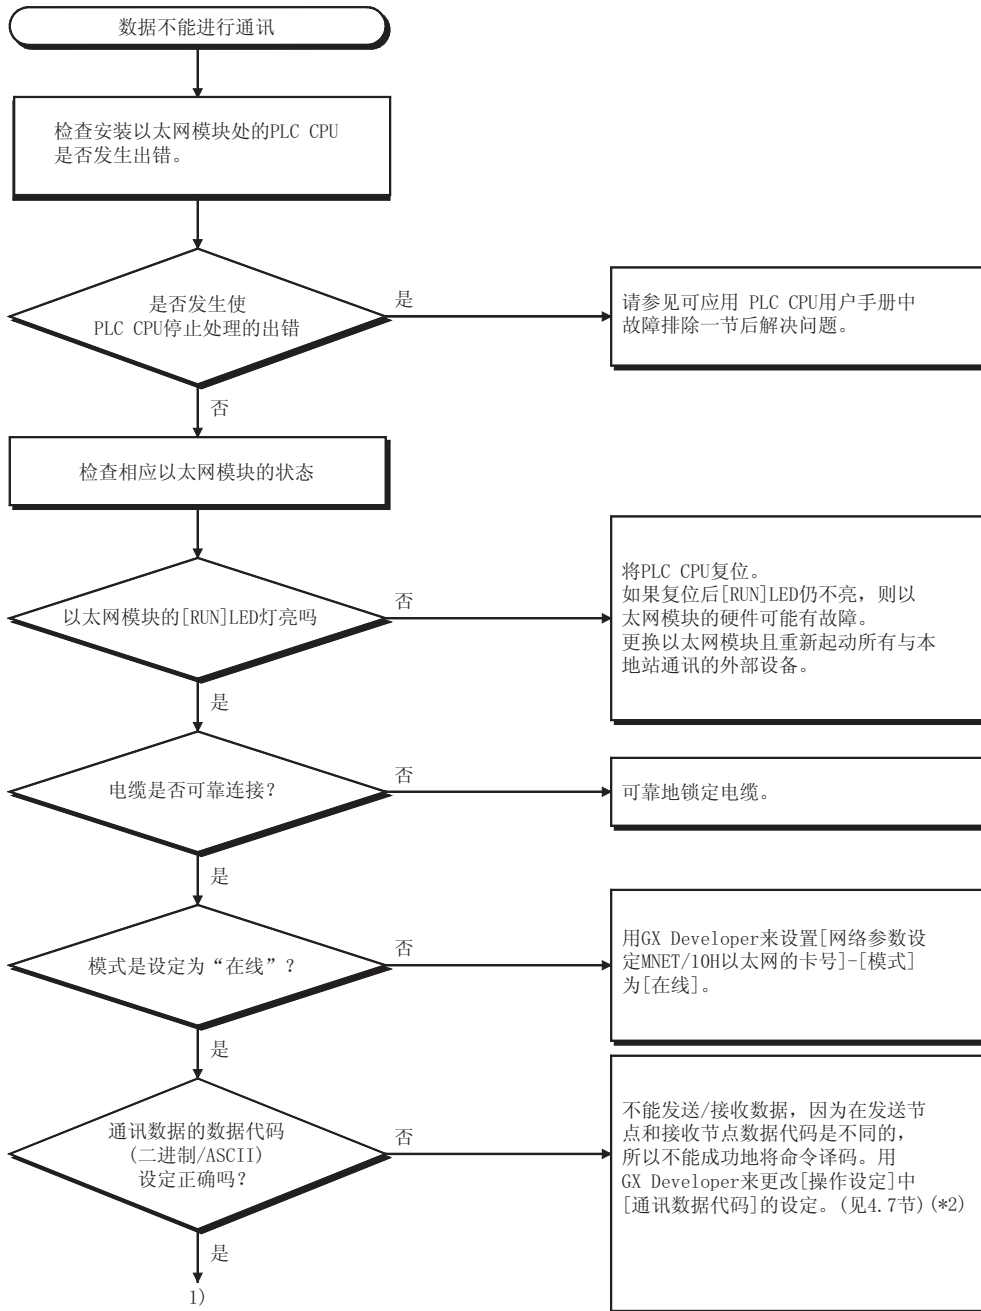 数据不能进行通讯
检查安装以太网模块处的PLC CPU
是否发生出错。
是否发生使
PLC CPU停止处理的出错
是
请参见可应用 PLC CPU用户手册中
故障排除一节后解决问题。
否
检查相应以太网模块的状态
以太网模块的[RUN]LED灯亮吗
否
将PLC CPU复位。
如果复位后[RUN]LED仍不亮，则以
太网模块的硬件可能有故障。
更换以太网模块且重新起动所有与本
地站通讯的外部设备。
是
电缆是否可靠连接？
否
可靠地锁定电缆。
是
模式是设定为“在线”？
否
用GX Developer来设置[网络参数设
定MNET/10H以太网的卡号]-[模式]
为[在线]。
是
通讯数据的数据代码
(二进制/ASCII)
设定正确吗？
否
不能发送/接收数据，因为在发送节
点和接收节点数据代码是不同的，
所以不能成功地将命令译码。用
GX Developer来更改[操作设定]中
[通讯数据代码]的设定。(见4.7节)(*2)
是
1)